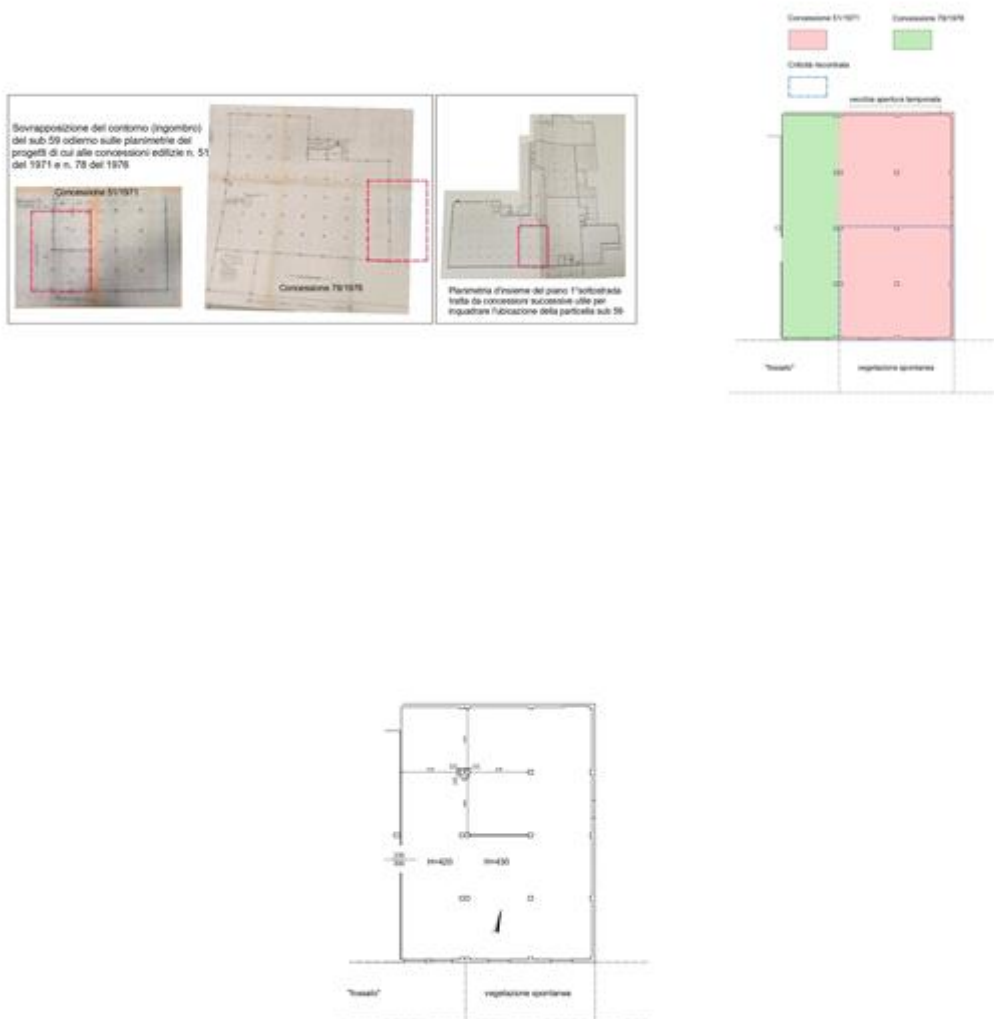 Concessione 51/1971
Concessione 78/1976
Criticità riscontrata
vecchia apertura tamponata
Sovrapposizione del contorno (ingombro)
del sub 59 odierno sulle planimetrie dei
progetti di cui alle concessioni edilizie n. 51
del 1971 e n. 78 del 1976
Concessione 51/1971
Concessione 78/1976
Planimetria d'insieme del piano 1°sottostrada
tratta da concessioni successive utile per
inquadrare l'ubicazione della particella sub 59
"fossato"
vegetazione spontanea
H=420
H=430
"fossato"
vegetazione spontanea